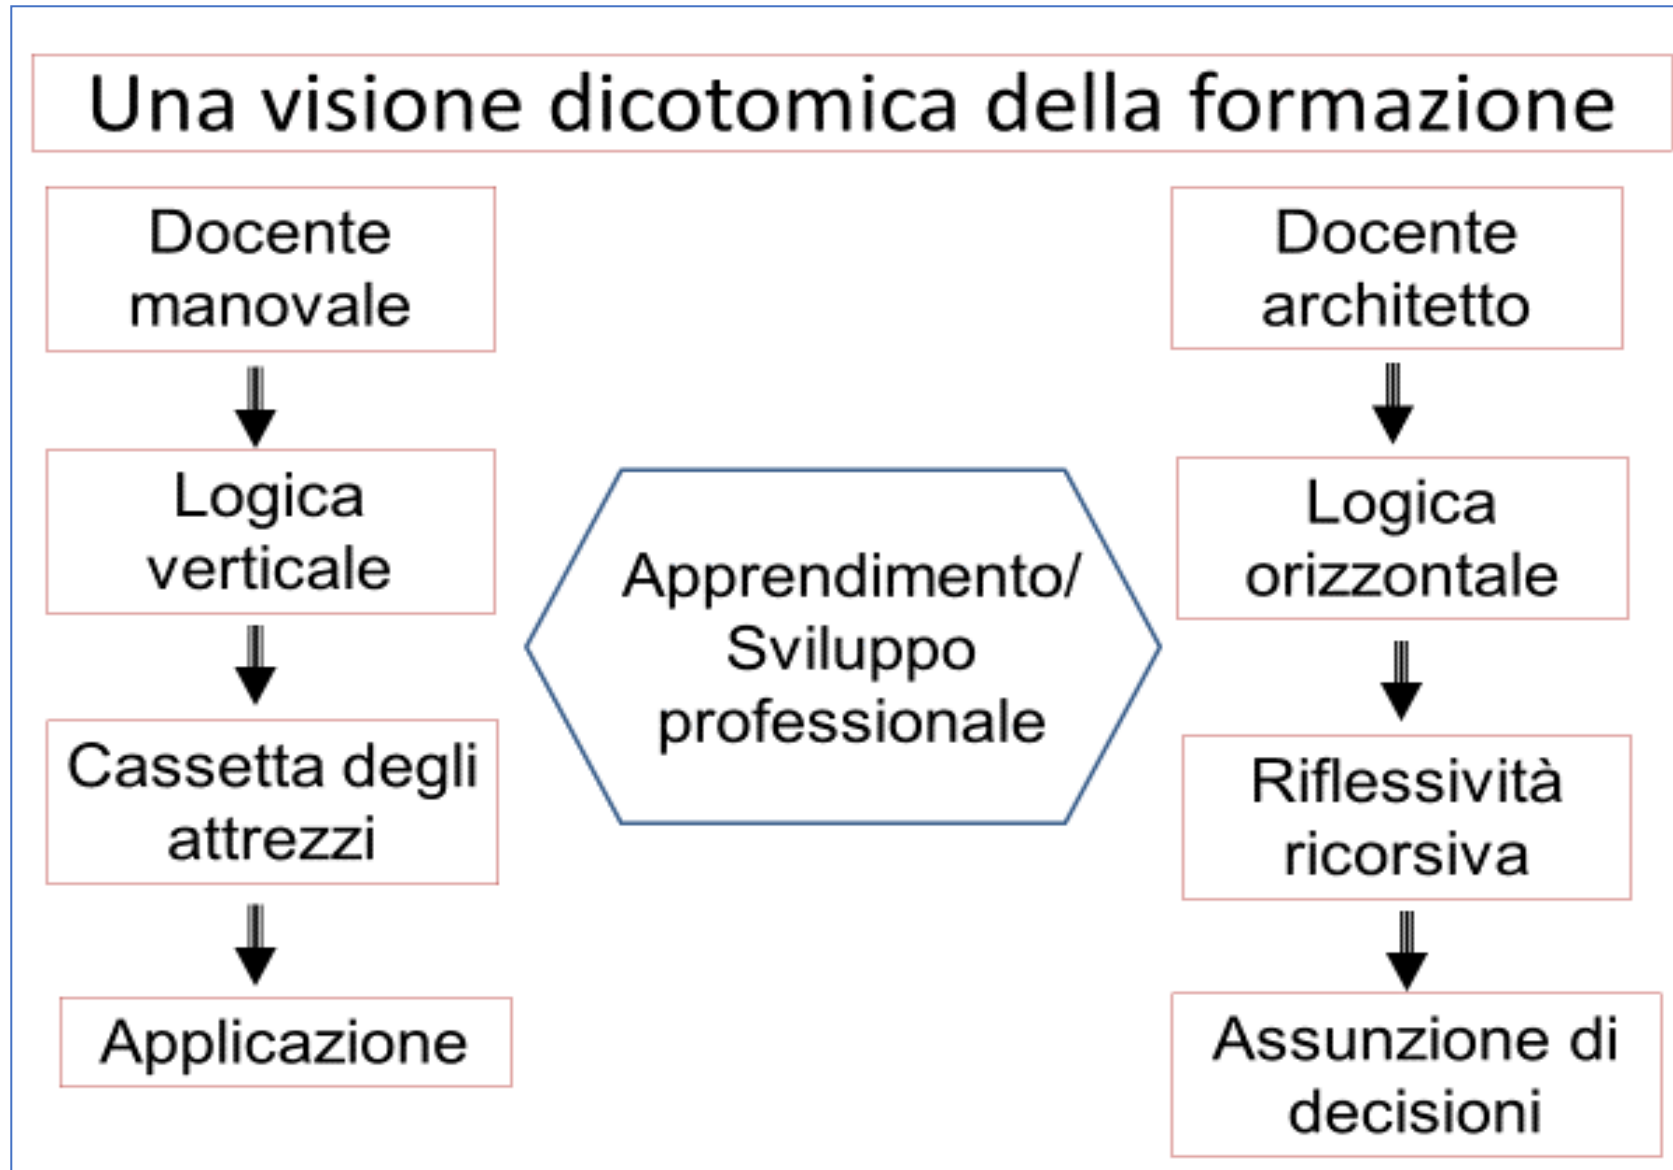 Una visione dicotomica della formazione
Docente
manovale
Logica
verticale
Cassetta degli
attrezzi
Applicazione
Apprendimento/
Sviluppo
professionale
Docente
architetto
Logica
orizzontale
Riflessività
ricorsiva
Assunzione di
decisioni